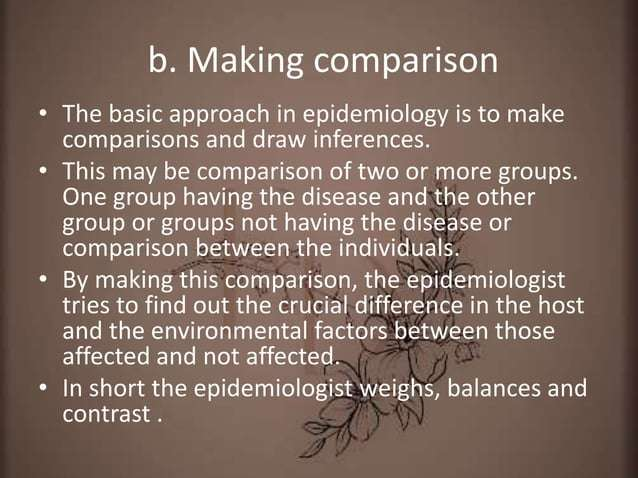 b. Making comparison
• The basic approach in epidemiology is to make
comparisons and draw inferences.
• This may be comparison of two or more groups.
One group having the disease and the other
group or groups not having the disease or
comparison between the individuals.
• By making this comparison, the epidemiologist
tries to find out the crucial difference in the host
and the environmental factors between those
affected and not affected.
• In short the epidemiologist weighs, balances and
contrast .